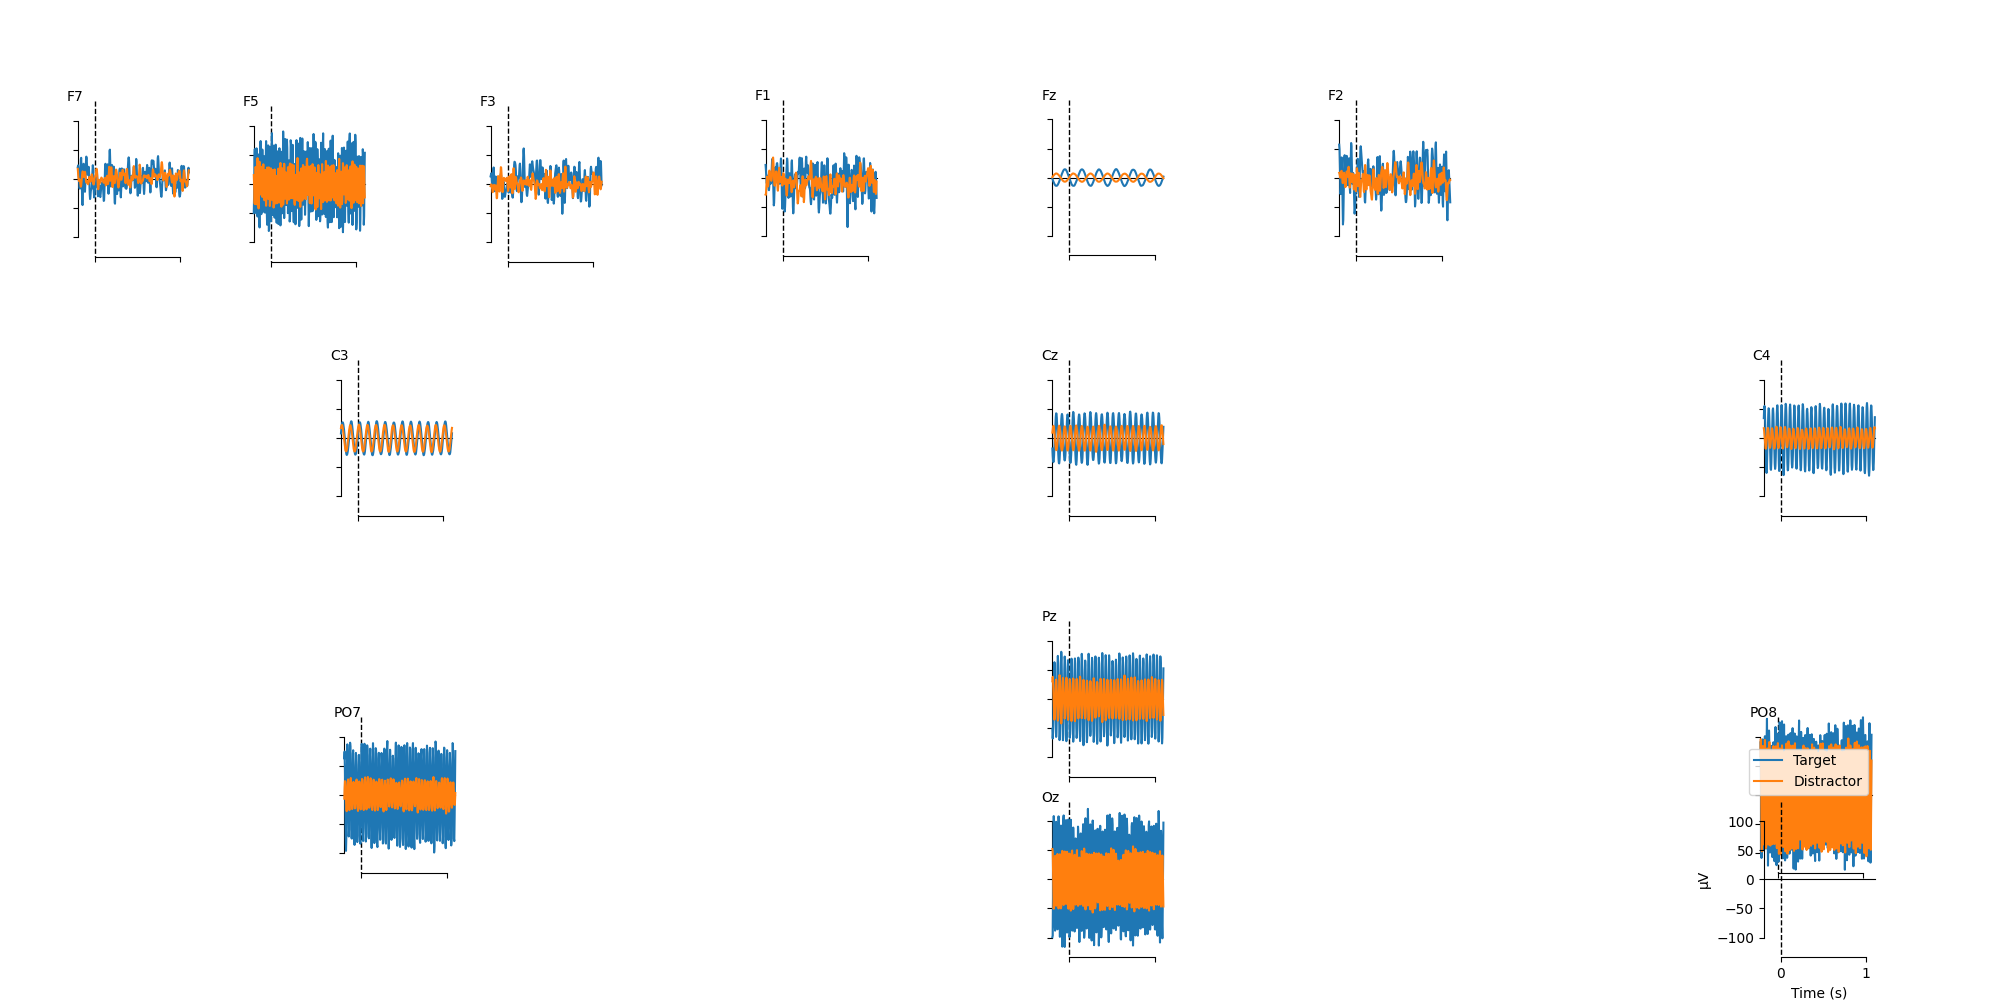 F7
F5
F3
F1
Fz
F2
C3
Cz
C4
Pz
PO7
PO8
Target
Distractor
Oz
100
50
0
−50
−100
µV
0 1
Time (s)